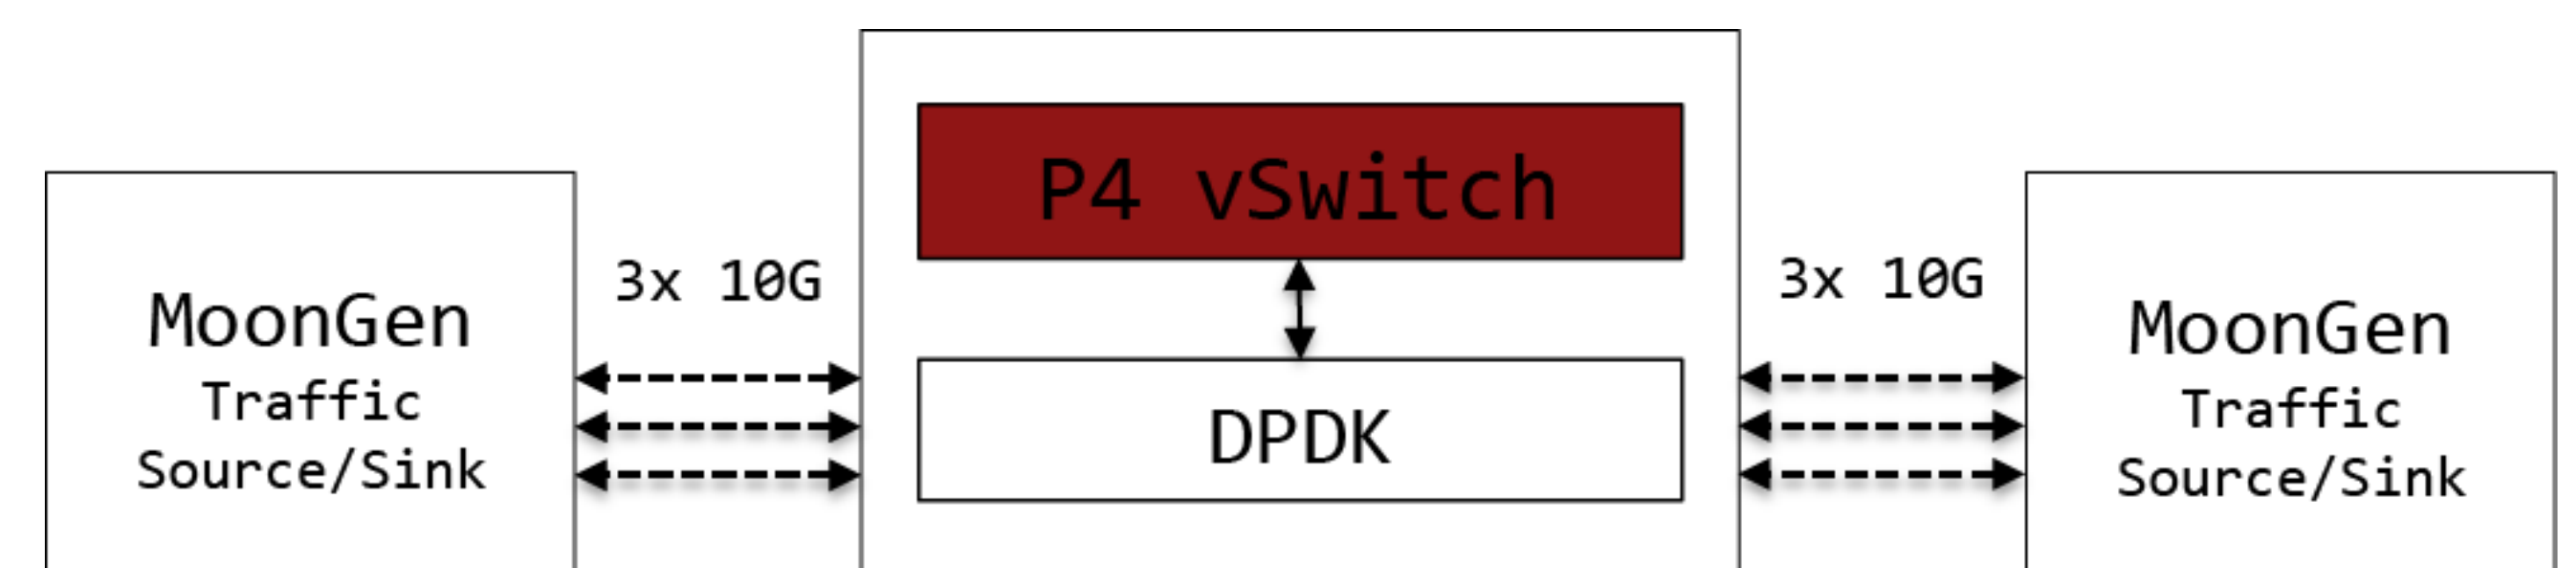 P4 vSwitch
3x 10G
3x 10G
MoonGen
Traffic
Source/Sink
DPDK
MoonGen
Traffic
Source/Sink